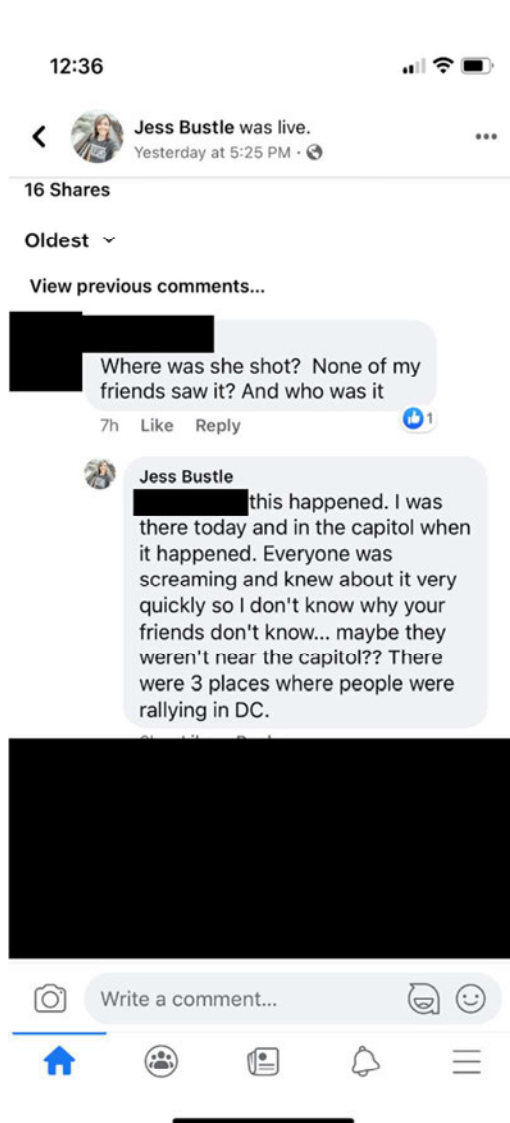 12:36
Jess Bustle was live.
Yesterday at 5:25 PM ·
16 Shares
Oldest
View previous comments...
Where was she shot?  None of my
friends saw it? And who was it
7h Like Reply
1
Jess Bustle
this happened. I was
there today and in the capitol when
it happened. Everyone was
screaming and knew about it very
quickly so I don't know why your
friends don't know... maybe they
weren't near the capitol?? There
were 3 places where people were
rallying in DC.
Write a comment...